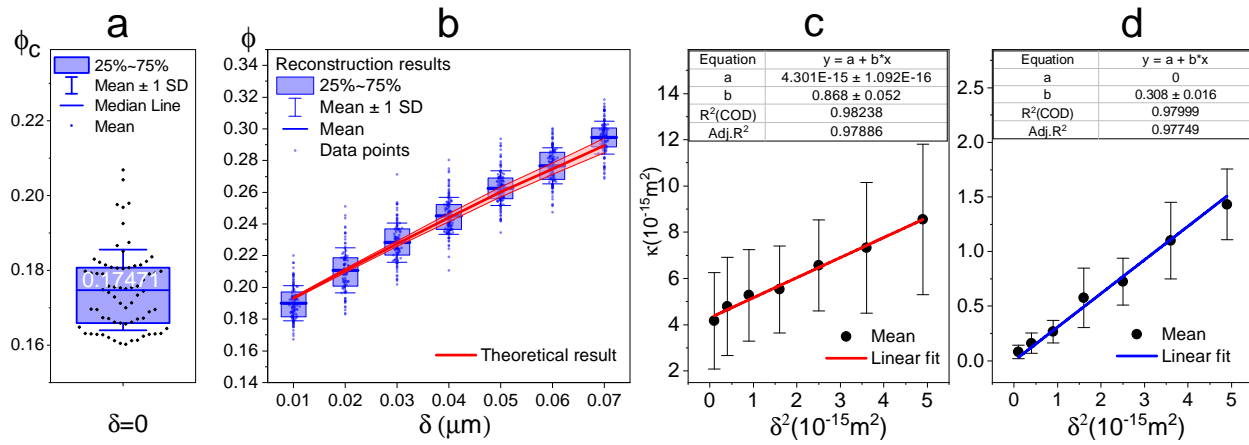 a
ϕc
25%~75%
Mean ± 1 SD
Median Line
Mean
0.22
0.20
0.18
0.16
0.17471
δ=0
b
ϕ
0.34
0.32
0.30
0.28
0.26
0.24
0.22
0.20
0.18
0.16
0.14
Reconstruction results
25%~75%
Mean ± 1 SD
Mean
Data points
Theoretical result
0.01 0.02 0.03 0.04 0.05 0.06 0.07
δ (μm)
c
Equation y = a + b*x
a 4.301E-15 ± 1.092E-16
b 0.868 ± 0.052
R²(COD) 0.98238
Adj.R² 0.97886
κ(10⁻¹⁵m²)
14
12
10
8
6
4
2
Mean
Linear fit
0 1 2 3 4 5
δ²(10⁻¹⁵m²)
d
Equation y = a + b*x
a 0
b 0.308 ± 0.016
R²(COD) 0.97999
Adj.R² 0.97749
2.5
2.0
1.5
1.0
0.5
0.0
Mean
Linear fit
0 1 2 3 4 5
δ²(10⁻¹⁵m²)